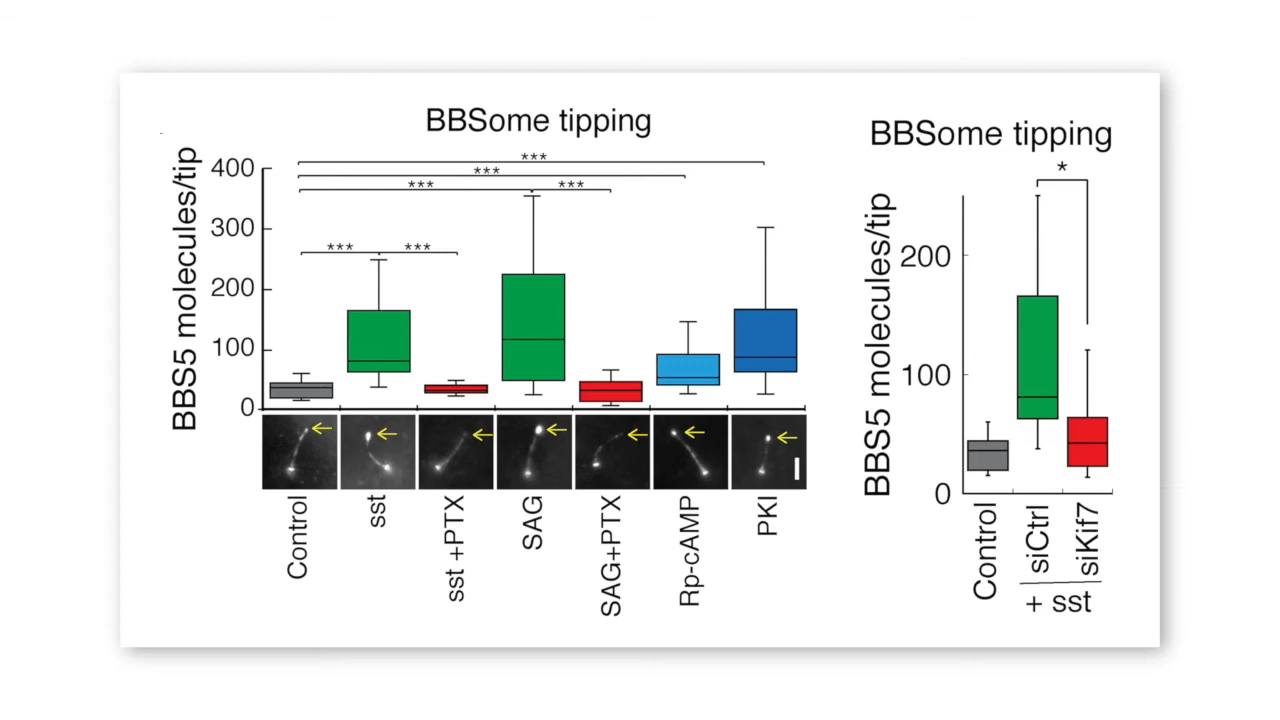 BBSome tipping
BBS5 molecules/tip
400
300
200
100
0
***
***
***
***
***
***
Control
sst
sst +PTX
SAG
SAG+PTX
Rp-cAMP
PKI
BBSome tipping
BBS5 molecules/tip
200
100
0
*
Control
siCtrl
siKif7
+ sst